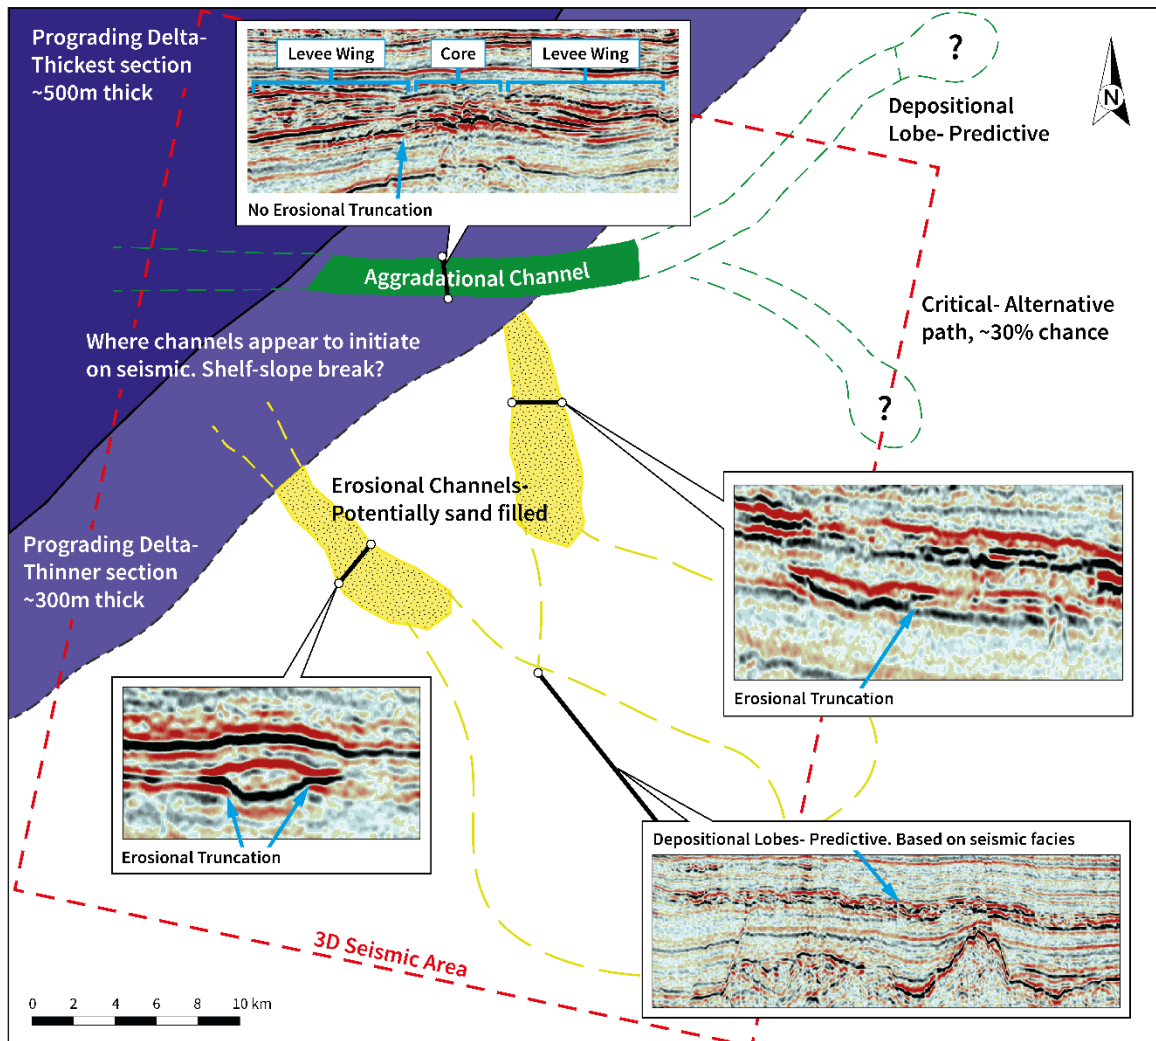 Prograding Delta-
Thickest section
~500m thick
Levee Wing
Core
Levee Wing
No Erosional Truncation
?
Depositional
Lobe- Predictive
N
Aggradational Channel
Critical- Alternative
path, ~30% chance
?
Where channels appear to initiate
on seismic. Shelf-slope break?
Erosional Channels-
Potentially sand filled
Prograding Delta-
Thinner section
~300m thick
Erosional Truncation
Erosional Truncation
Depositional Lobes- Predictive. Based on seismic facies
3D Seismic Area
0 2 4 6 8 10 km